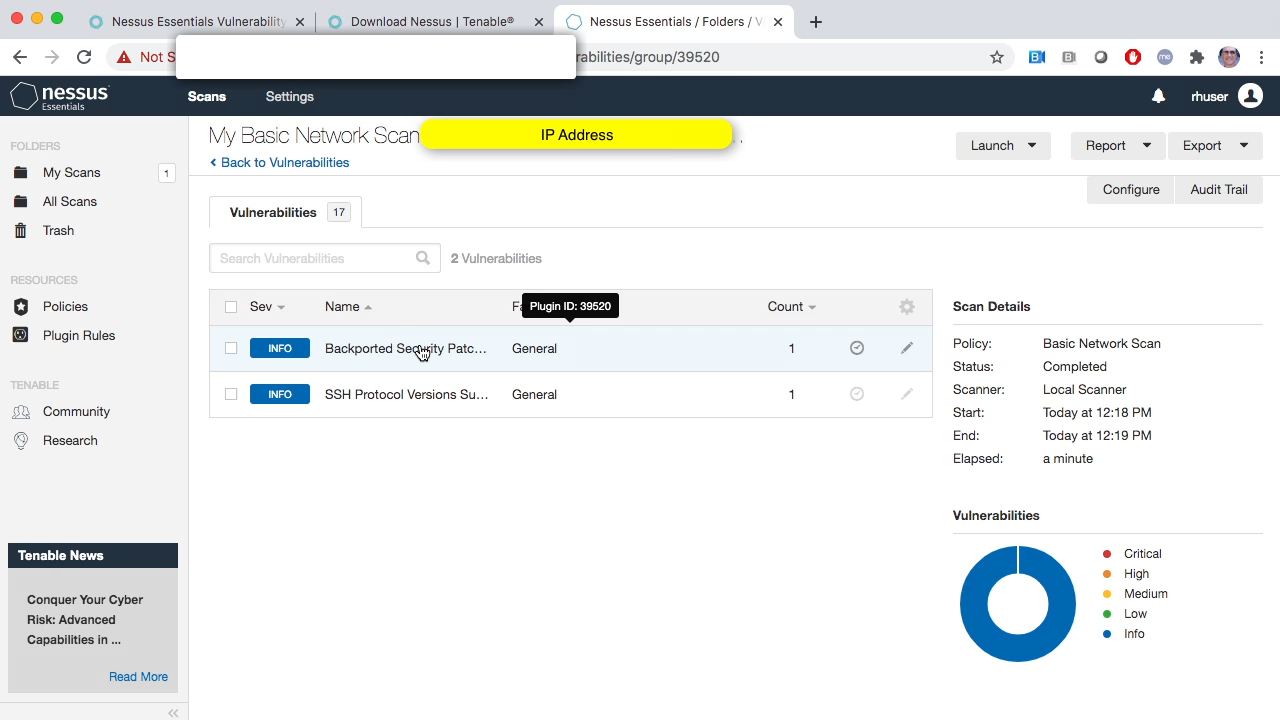 Nessus Essentials Vulnerability
Download Nessus | Tenable®
Nessus Essentials / Folders / V
Not S
rabilities/group/39520
nessus
Essentials
Scans
Settings
rhuser
FOLDERS
My Scans
1
All Scans
Trash
RESOURCES
Policies
Plugin Rules
TENABLE
Community
Research
Tenable News
Conquer Your Cyber
Risk: Advanced
Capabilities in ...
Read More
My Basic Network Scan
IP Address
Back to Vulnerabilities
Launch
Report
Export
Configure
Audit Trail
Vulnerabilities 17
Search Vulnerabilities
2 Vulnerabilities
Sev
Name
Plugin ID: 39520
Count
INFO Backported Security Patc... General 1
INFO SSH Protocol Versions Su... General 1
Scan Details
Policy: Basic Network Scan
Status: Completed
Scanner: Local Scanner
Start: Today at 12:18 PM
End: Today at 12:19 PM
Elapsed: a minute
Vulnerabilities
Critical
High
Medium
Low
Info